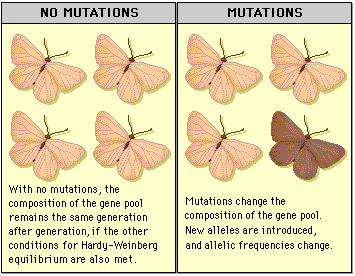 NO MUTATIONS
With no mutations, the
composition of the gene pool
remains the same generation
after generation, if the other
conditions for Hardy-Weinberg
equilibrium are also met.
MUTATIONS
Mutations change the
composition of the gene pool.
New alleles are introduced,
and allelic frequencies change.